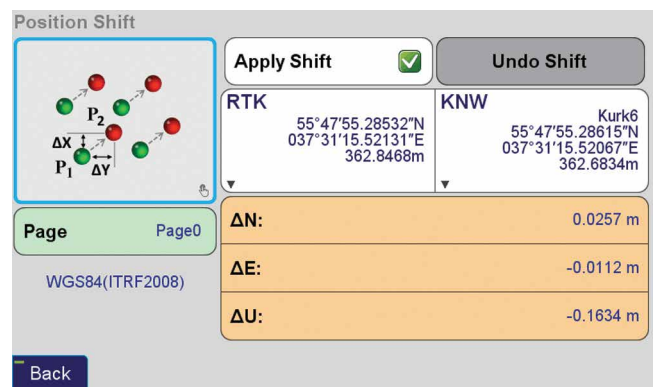 Position Shift
P₂
ΔX
P₁ ΔY
Apply Shift
Undo Shift
RTK
55°47'55.28532"N
037°31'15.52131"E
362.8468m
KNW
Kurk6
55°47'55.28615"N
037°31'15.52067"E
362.6834m
Page Page0
WGS84(ITRF2008)
ΔN: 0.0257 m
ΔE: -0.0112 m
ΔU: -0.1634 m
Back